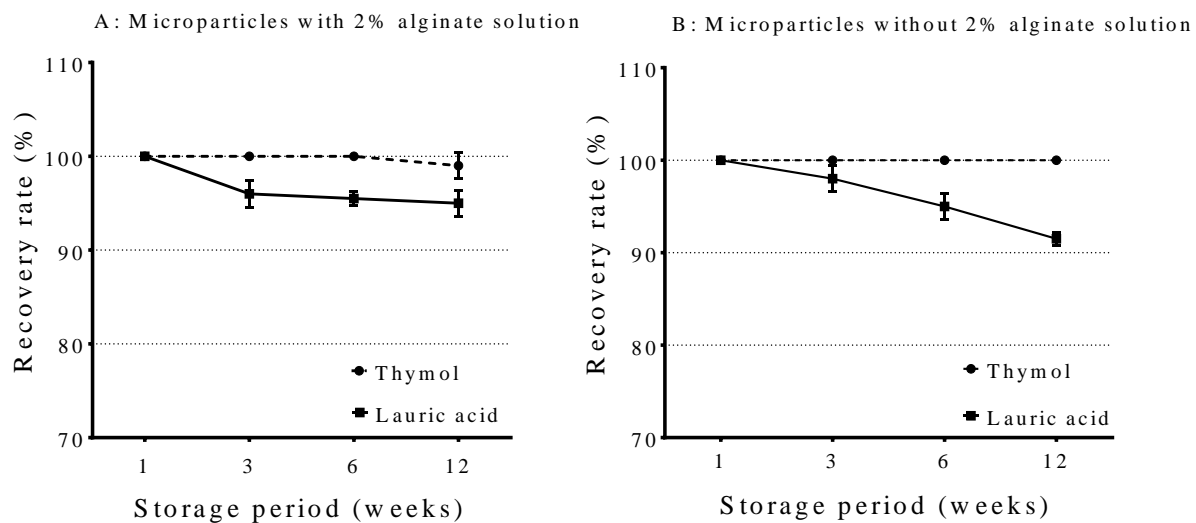 A: Microparticles with 2% alginate solution
110
100
90
80
70
Recovery rate (%)
Thymol
Lauric acid
1 3 6 12
Storage period (weeks)
B: Microparticles without 2% alginate solution
110
100
90
80
70
Recovery rate (%)
Thymol
Lauric acid
1 3 6 12
Storage period (weeks)